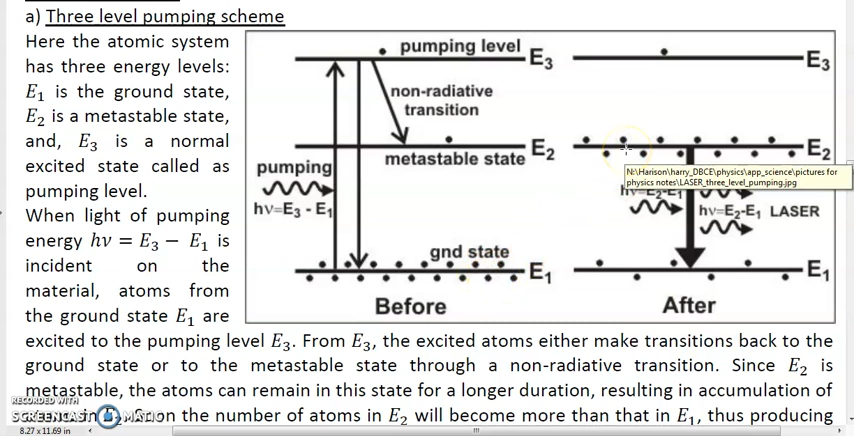 a) Three level pumping scheme
Here the atomic system
has three energy levels:
E₁ is the ground state,
E₂ is a metastable state,
and, E₃ is a normal
excited state called as
pumping level.
When light of pumping
energy hν = E₃ − E₁ is
incident on the
material, atoms from
the ground state E₁ are
pumping level E₃
non-radiative
transition
metastable state E₂
pumping
hν=E₃ - E₁
gnd state
E₁
Before
E₃
E₂
N:\Harison\harry_DBCE\physics\app_science\pictures for
physics notes\LASER_three_level_pumping.jpg
hν=E₂-E₁
hν=E₂-E₁ LASER
E₁
After
excited to the pumping level E₃. From E₃, the excited atoms either make transitions back to the
ground state or to the metastable state through a non-radiative transition. Since E₂ is
metastable, the atoms can remain in this state for a longer duration, resulting in accumulation of
in E₂. Soon the number of atoms in E₂ will become more than that in E₁, thus producing
RECORDED WITH
SCREENCAST-O-MATIC
8.27 x 11.69 in